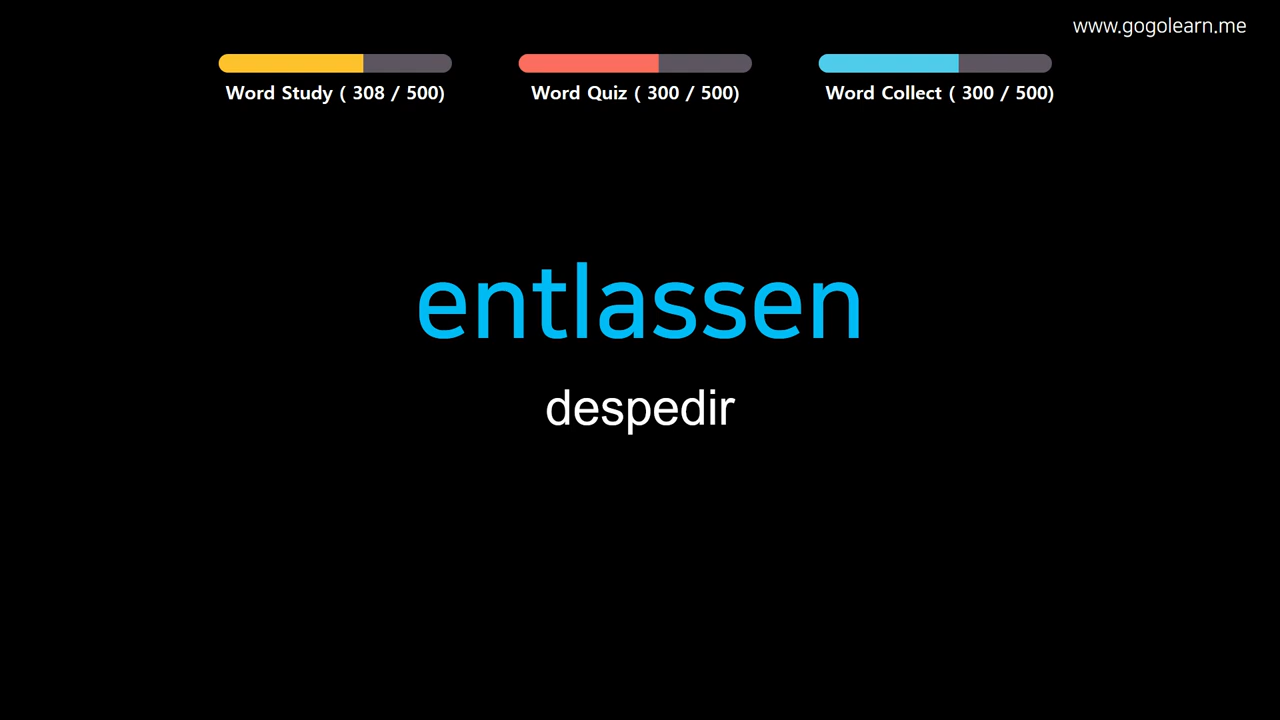 www.gogolearn.me
Word Study ( 308 / 500)
Word Quiz ( 300 / 500)
Word Collect ( 300 / 500)
entlassen
despedir